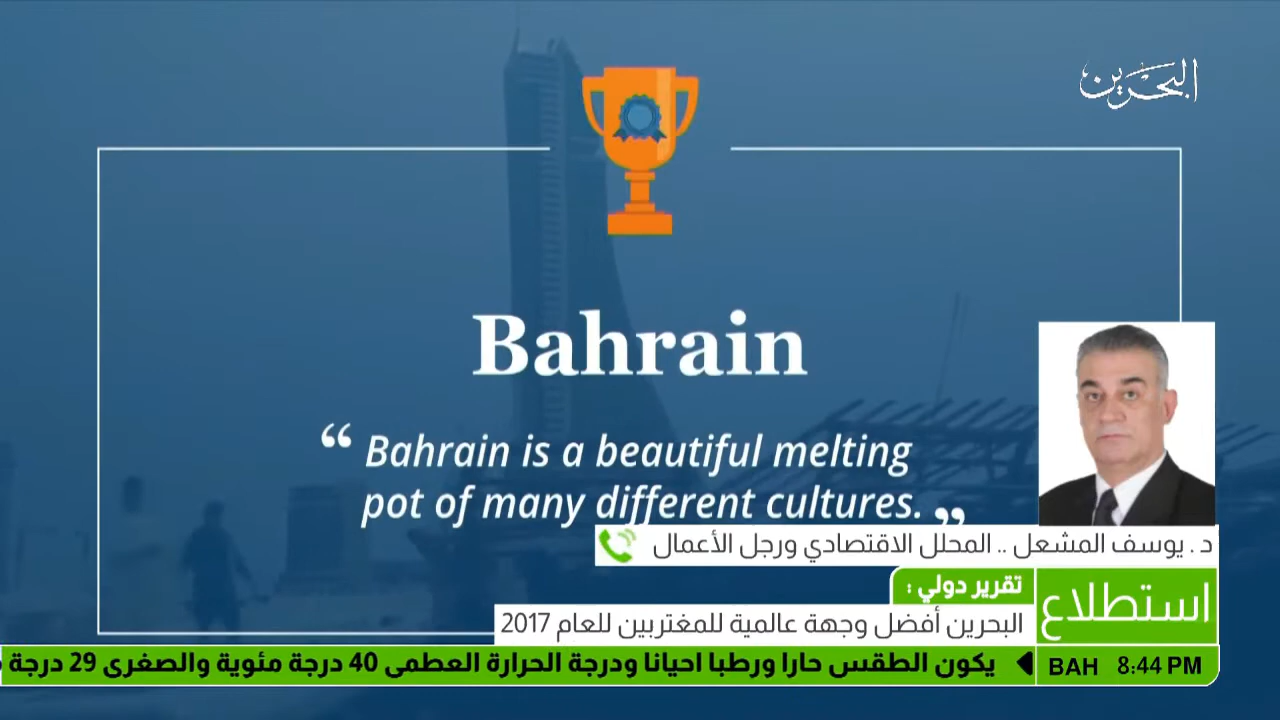 البحرين
Bahrain
“ Bahrain is a beautiful melting
pot of many different cultures. ”
د . يوسف المشعل .. المحلل الاقتصادي ورجل الأعمال
استطلاع
تقرير دولي :
البحرين أفضل وجهة عالمية للمغتربين للعام 2017
BAH 8:44 PM
يكون الطقس حارا ورطبا احيانا ودرجة الحرارة العظمى 40 درجة مئوية والصغرى 29 درجة